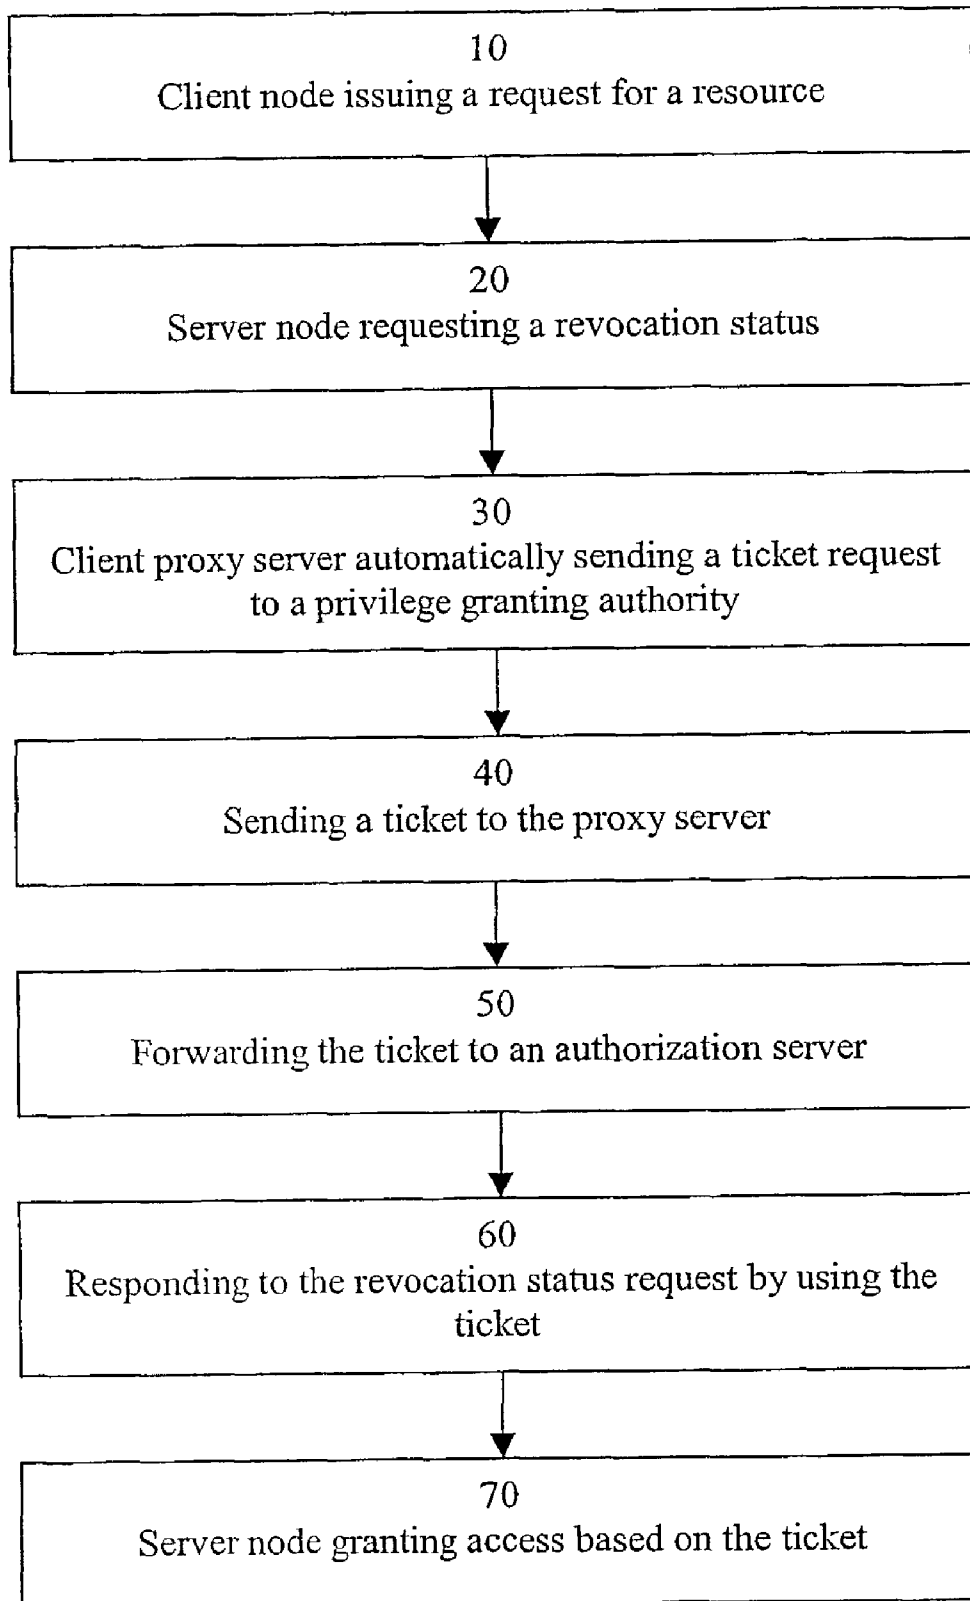 10
Client node issuing a request for a resource
20
Server node requesting a revocation status
30
Client proxy server automatically sending a ticket request
to a privilege granting authority
40
Sending a ticket to the proxy server
50
Forwarding the ticket to an authorization server
60
Responding to the revocation status request by using the
ticket
70
Server node granting access based on the ticket